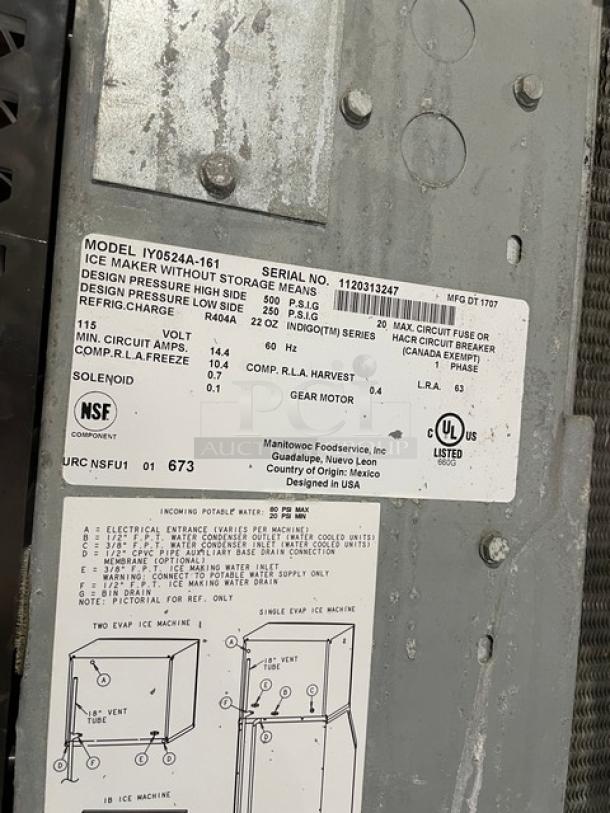 MODEL IY0524A-161
SERIAL NO. 1120313247
MFG DT 1707
ICE MAKER WITHOUT STORAGE MEANS
DESIGN PRESSURE HIGH SIDE 500 P.S.I.G
DESIGN PRESSURE LOW SIDE 250 P.S.I.G
REFRIG.CHARGE R404A 22 OZ INDIGO(TM) SERIES
20 MAX. CIRCUIT FUSE OR
HACR CIRCUIT BREAKER
(CANADA EXEMPT)
115 VOLT 60 Hz 1 PHASE
MIN. CIRCUIT AMPS. 14.4
COMP.R.L.A.FREEZE 10.4 COMP. R.L.A. HARVEST 0.4 L.R.A. 63
0.7
SOLENOID 0.1 GEAR MOTOR
NSF
COMPONENT
C UL US
LISTED
660G
Manitowoc Foodservice, Inc
Guadalupe, Nuevo Leon
Country of Origin: Mexico
Designed in USA
URC NSFU1 01 673
PCI
AUCTION GROUP
INCOMING POTABLE WATER: 80 PSI MAX
20 PSI MIN
A = ELECTRICAL ENTRANCE (VARIES PER MACHINE)
B = 1/2" F.P.T. WATER CONDENSER OUTLET (WATER COOLED UNITS)
C = 3/8" F.P.T. WATER CONDENSER INLET (WATER COOLED UNITS)
D = 1/2" CPVC PIPE AUXILIARY BASE DRAIN CONNECTION
MEMBRANE (OPTIONAL)
E = 3/8" F.P.T. ICE MAKING WATER INLET
WARNING: CONNECT TO POTABLE WATER SUPPLY ONLY
F = 1/2" F.P.T. ICE MAKING WATER DRAIN
G = BIN DRAIN
NOTE: PICTORIAL FOR REF. ONLY
TWO EVAP ICE MACHINE
SINGLE EVAP ICE MACHINE
A
18" VENT
TUBE
D
F
E
D
A
18" VENT
TUBE
E
B
C
F
D
IB ICE MACHINE